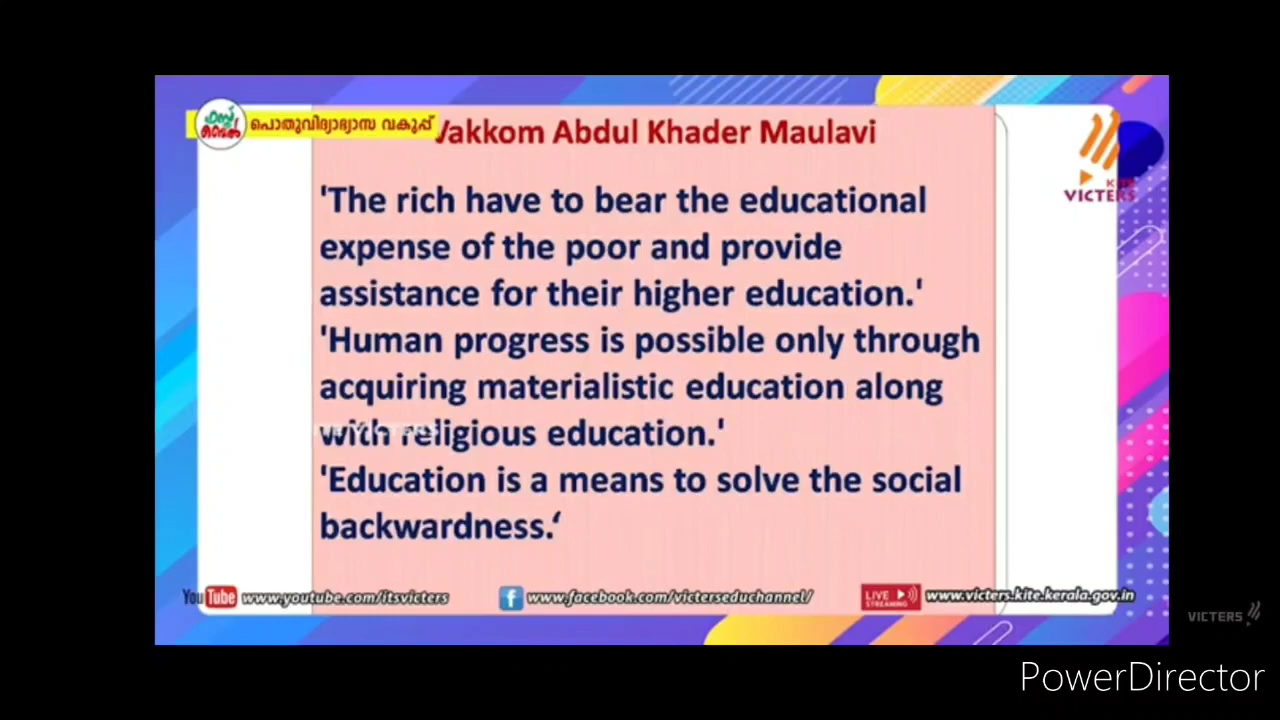 ഫസ്റ്റ്
ബെൽ!
പൊതുവിദ്യാഭ്യാസ വകുപ്പ്
Vakkom Abdul Khader Maulavi
KITE
VICTERS
'The rich have to bear the educational
expense of the poor and provide
assistance for their higher education.'
'Human progress is possible only through
acquiring materialistic education along
with religious education.'
'Education is a means to solve the social
backwardness.‘
YouTube www.youtube.com/itsvicters
f www.facebook.com/victerseduchannel/
LIVE
STREAMING
www.victers.kite.kerala.gov.in
VICTERS
PowerDirector